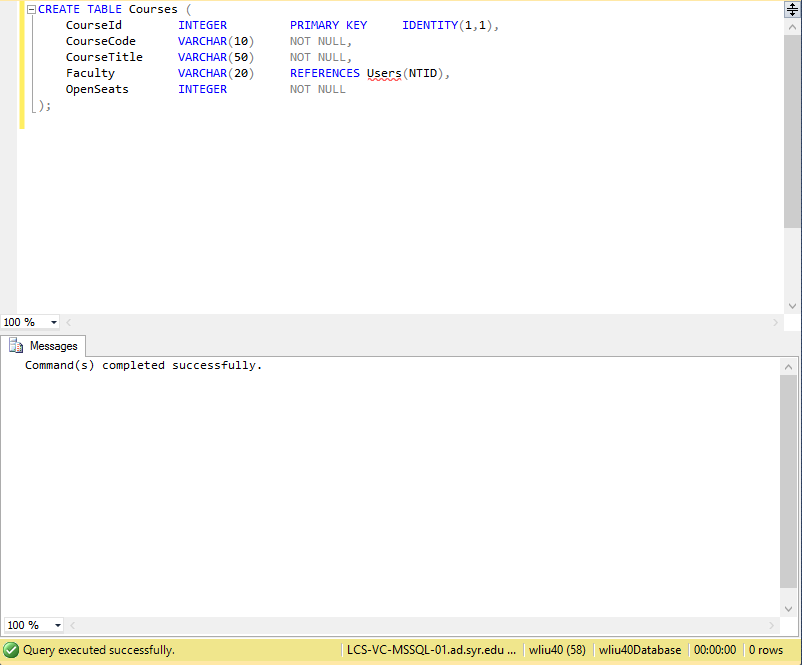 CREATE TABLE Courses (
CourseId INTEGER PRIMARY KEY IDENTITY(1,1),
CourseCode VARCHAR(10) NOT NULL,
CourseTitle VARCHAR(50) NOT NULL,
Faculty VARCHAR(20) REFERENCES Users(NTID),
OpenSeats INTEGER NOT NULL
);
100 %
Messages
Command(s) completed successfully.
100 %
Query executed successfully. LCS-VC-MSSQL-01.ad.syr.edu ... wliu40 (58) wliu40Database 00:00:00 0 rows